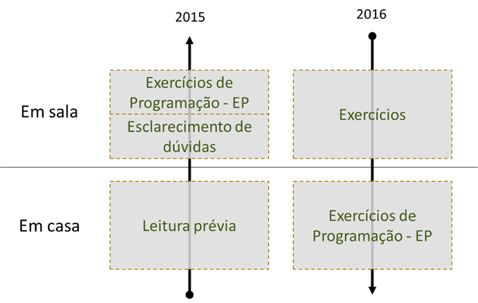 2015
2016
Em sala
Exercícios de
Programação - EP
Esclarecimento de
dúvidas
Exercícios
Em casa
Leitura prévia
Exercícios de
Programação - EP